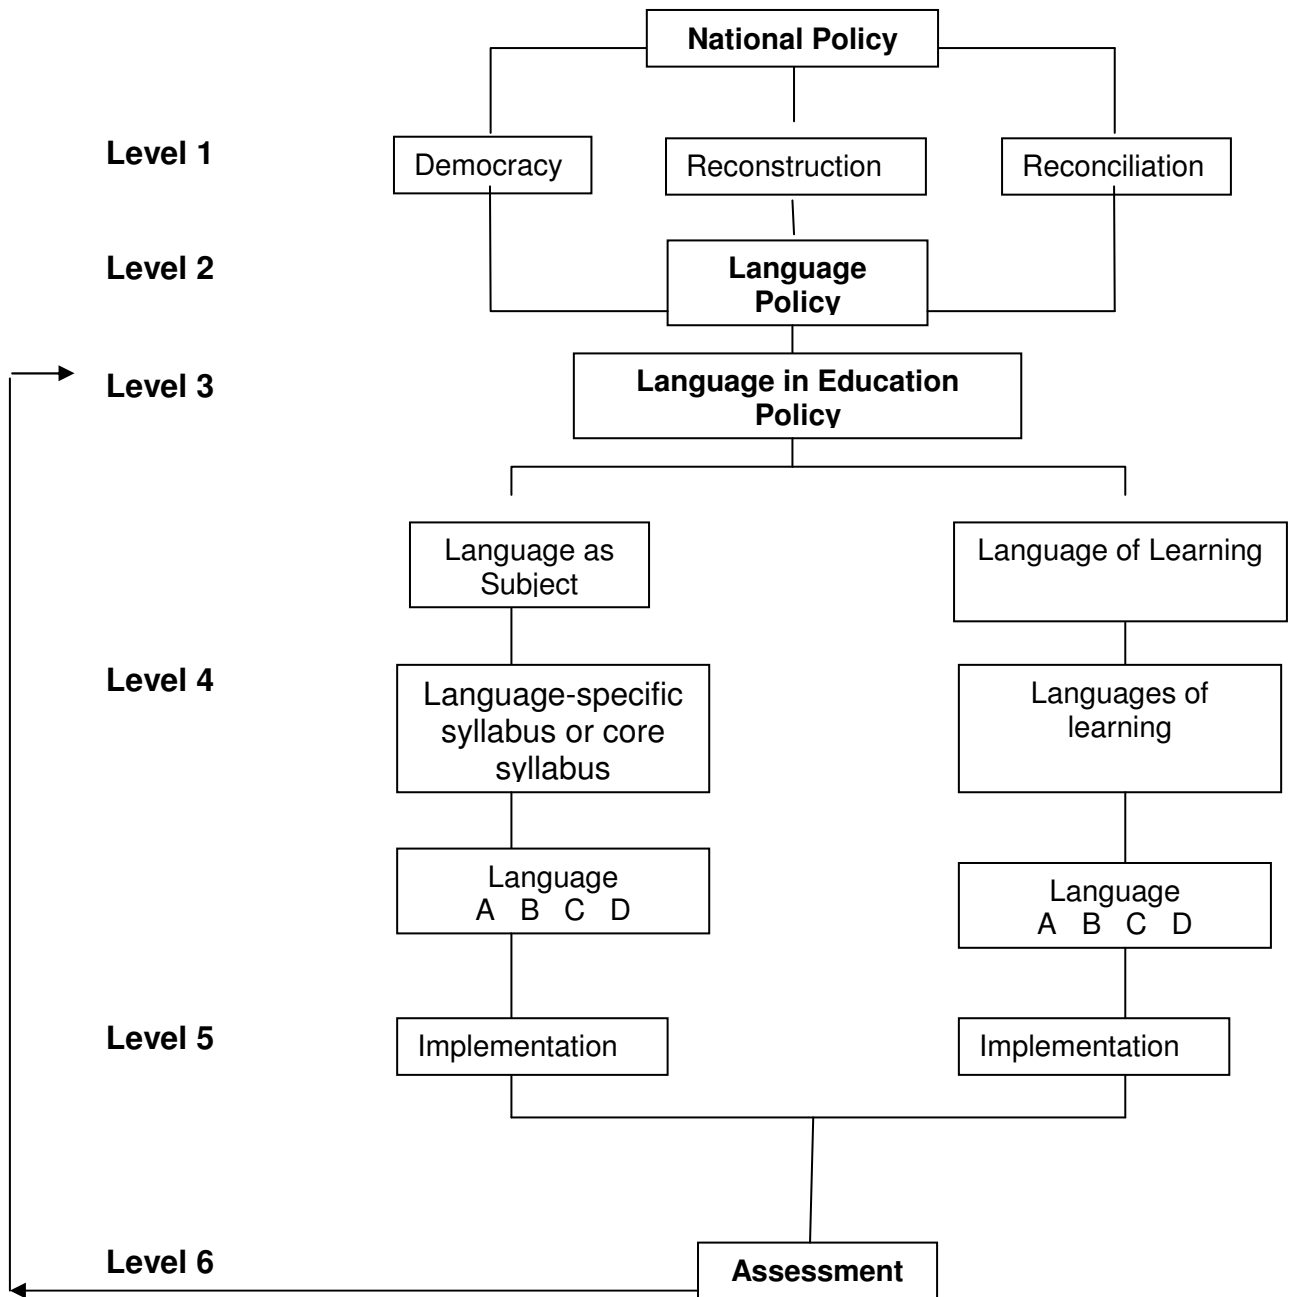 National Policy
Level 1
Democracy
Reconstruction
Reconciliation
Level 2
Language
Policy
Level 3
Language in Education
Policy
Language as
Subject
Language of Learning
Level 4
Language-specific
syllabus or core
syllabus
Languages of
learning
Language
A B C D
Language
A B C D
Level 5
Implementation
Implementation
Level 6
Assessment